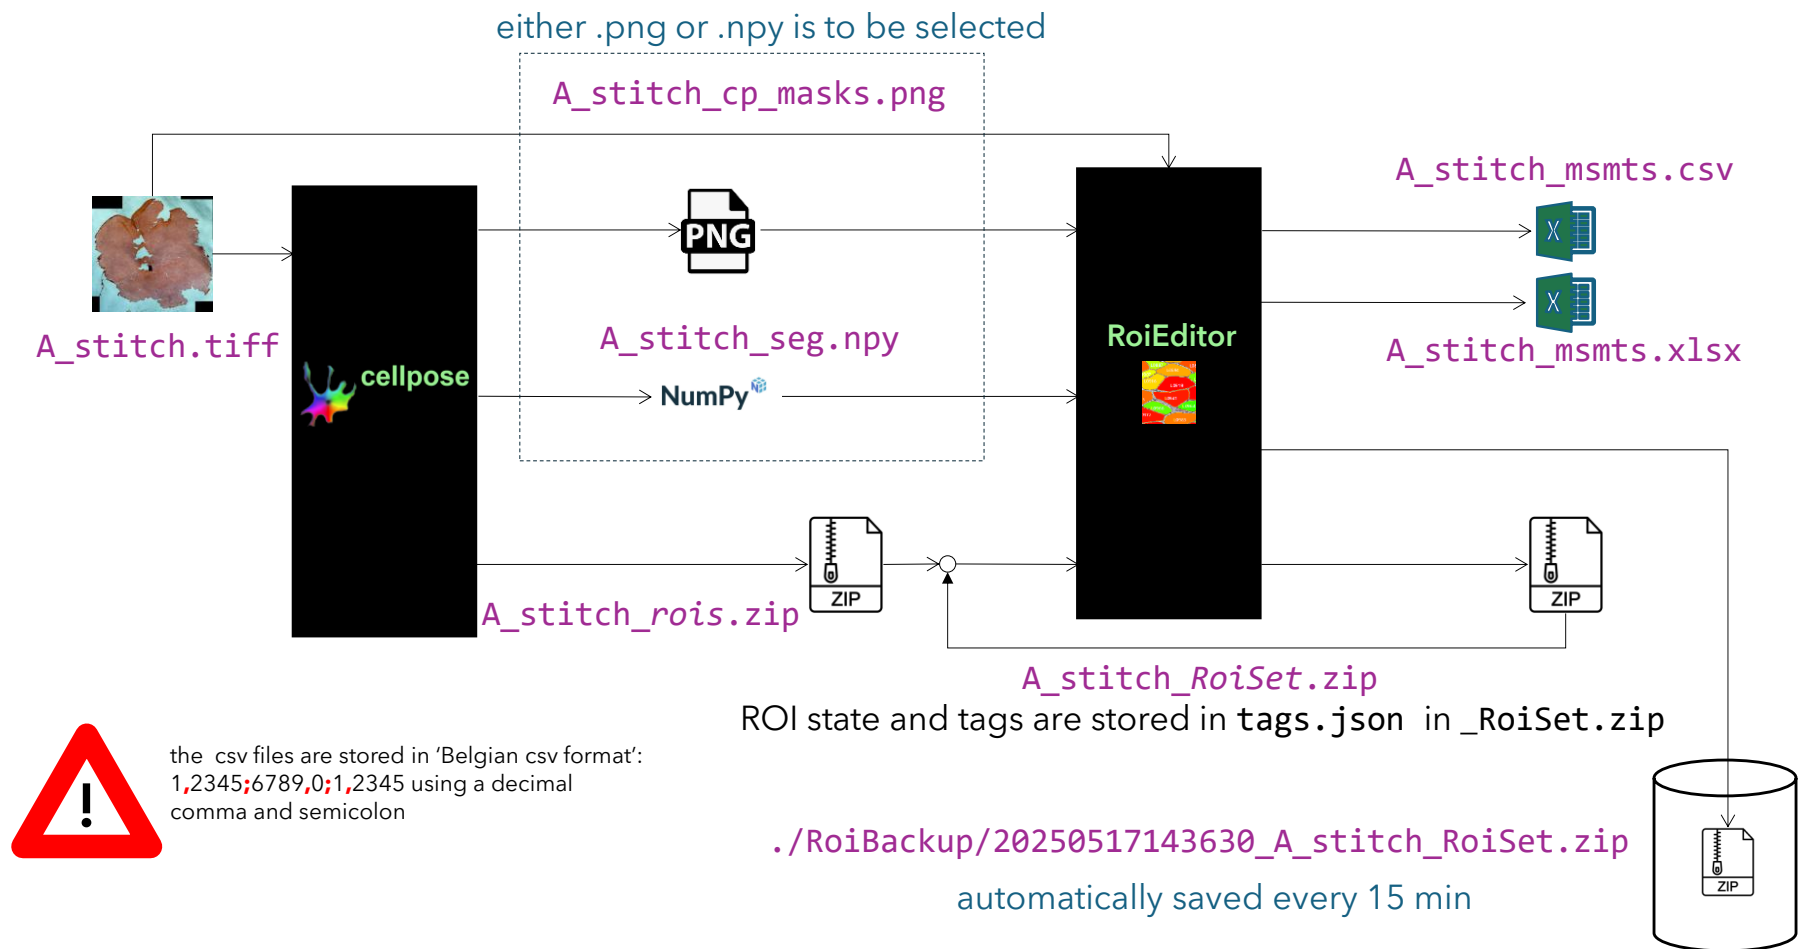 either .png or .npy is to be selected
A_stitch_cp_masks.png
A_stitch_msmts.csv
PNG
X
X
A_stitch.tiff
A_stitch_seg.npy
RoiEditor
A_stitch_msmts.xlsx
cellpose
NumPy
ZIP
ZIP
A_stitch_rois.zip
A_stitch_RoiSet.zip
ROI state and tags are stored in tags.json in _RoiSet.zip
!
the csv files are stored in ‘Belgian csv format’:
1,2345;6789,0;1,2345 using a decimal
comma and semicolon
./RoiBackup/20250517143630_A_stitch_RoiSet.zip
ZIP
automatically saved every 15 min